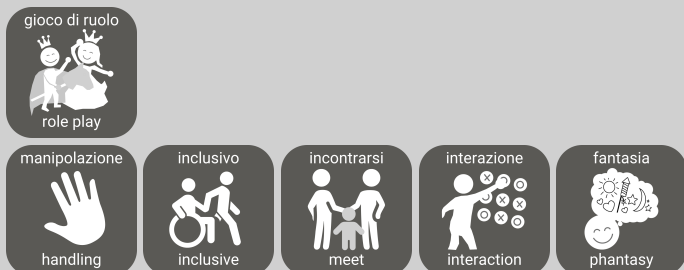 gioco di ruolo
role play
manipolazione
inclusivo
incontrarsi
interazione
fantasia
handling
inclusive
meet
interaction
phantasy